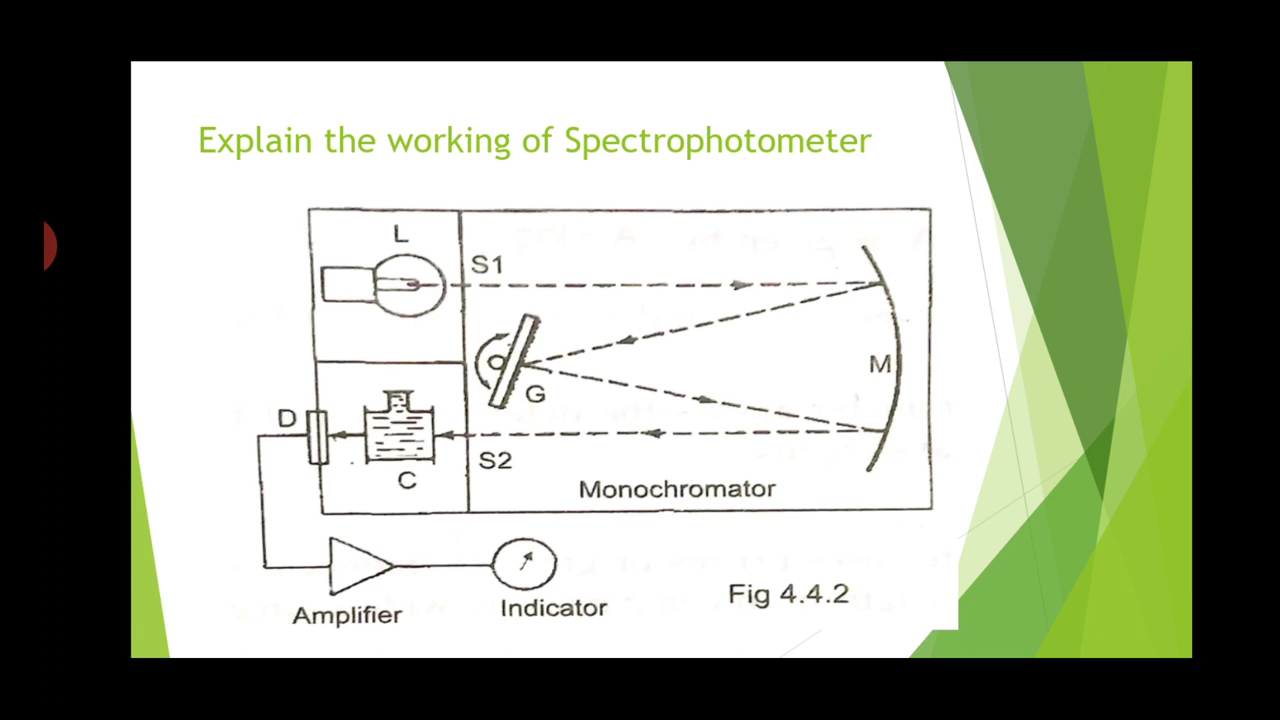 Explain the working of Spectrophotometer
L
S1
M
G
D
S2
C
Monochromator
Amplifier
Indicator
Fig 4.4.2